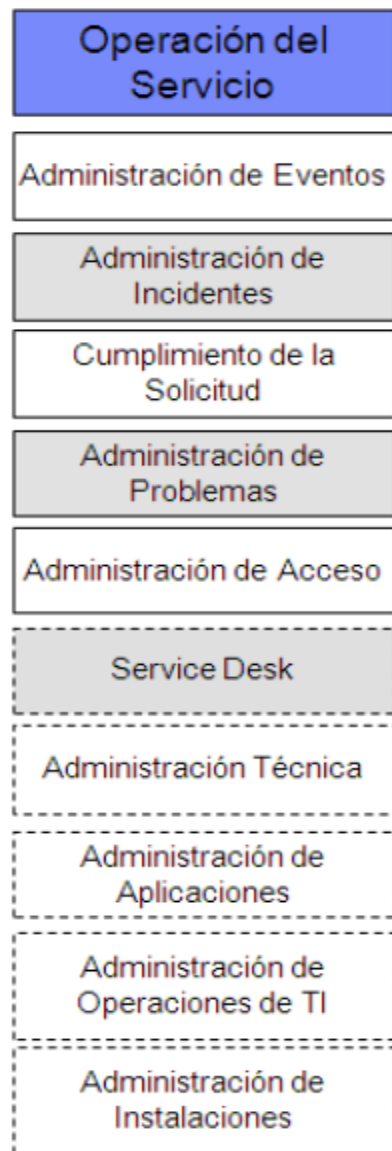 Operación del
Servicio
Administración de Eventos
Administración de
Incidentes
Cumplimiento de la
Solicitud
Administración de
Problemas
Administración de Acceso
Service Desk
Administración Técnica
Administración de
Aplicaciones
Administración de
Operaciones de TI
Administración de
Instalaciones